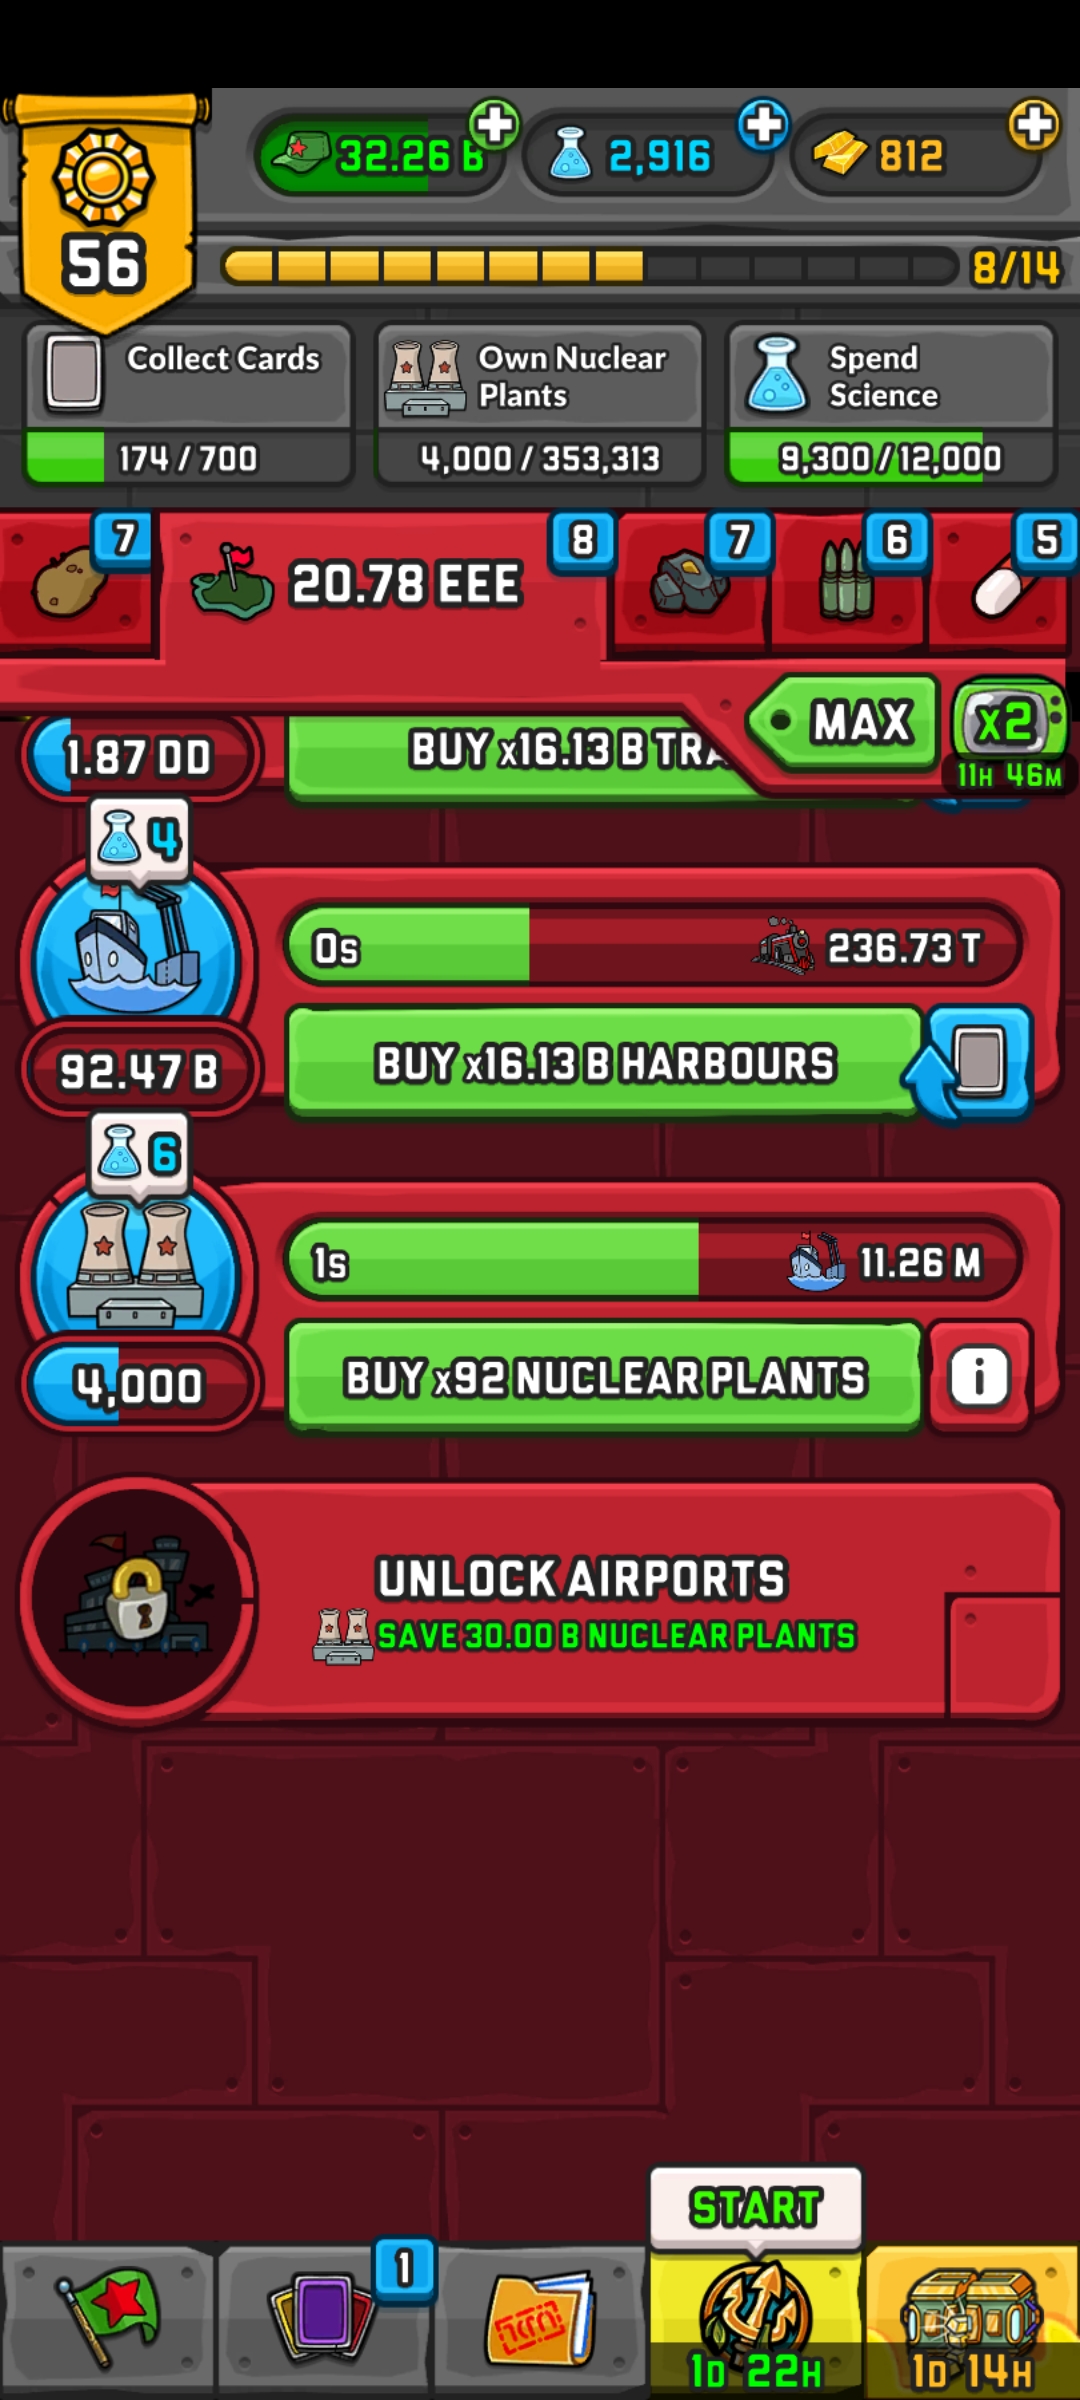 32.26 B
2,916
812
56
8/14
Collect Cards
174 / 700
Own Nuclear
Plants
4,000 / 353,313
Spend
Science
9,300 / 12,000
7
20.78 EEE
8
7
6
5
MAX
x2
11H 46M
1.87 DD
BUY x16.13 B
4
0s
236.73 T
92.47 B
BUY x16.13 B HARBOURS
6
1s
11.26 M
4,000
BUY x92 NUCLEAR PLANTS
i
UNLOCK AIRPORTS
SAVE 30.00 B NUCLEAR PLANTS
START
1
1D 22H
1D 14H